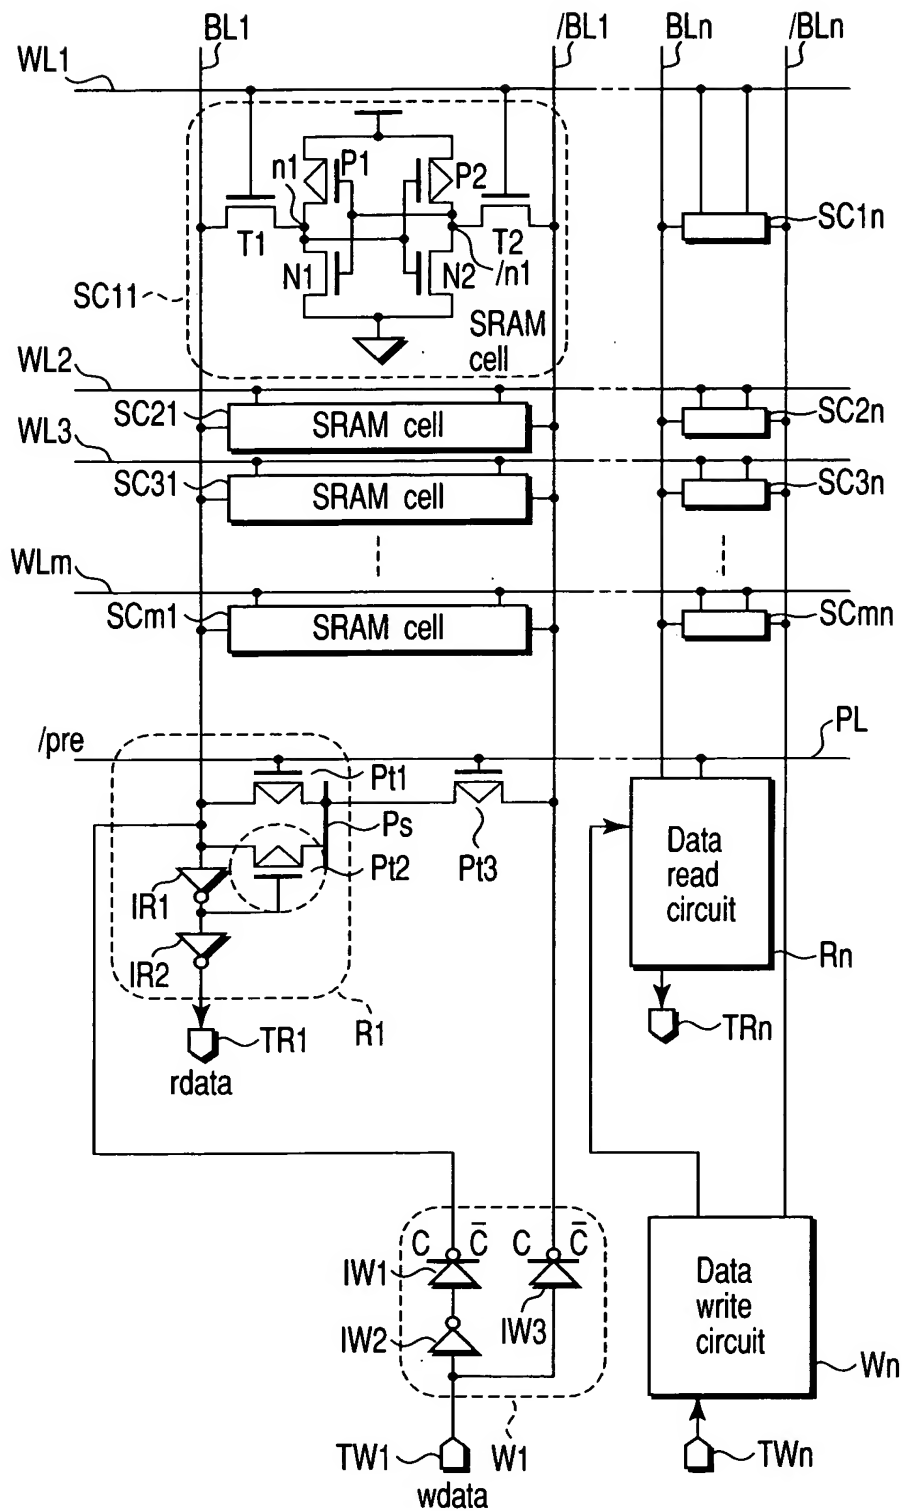 BL1
/BL1
BLn
/BLn
WL1
n1
P1
P2
T1
T2
SC1n
N1
N2
/n1
SC11
SRAM
cell
WL2
SC21
SRAM cell
SC2n
WL3
SC31
SRAM cell
SC3n
WLm
SCm1
SRAM cell
SCmn
/pre
PL
Pt1
Ps
Pt2
Pt3
IR1
IR2
R1
TR1
rdata
Data
read
circuit
Rn
TRn
C
C̅
C
C̅
IW1
IW2
IW3
W1
TW1
wdata
Data
write
circuit
Wn
TWn